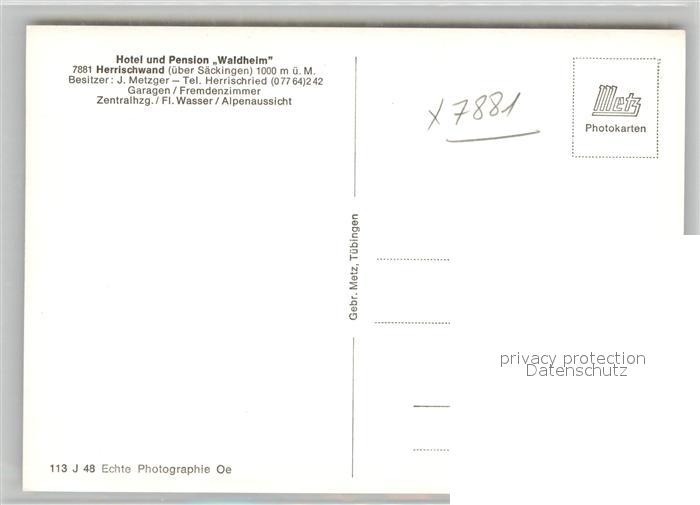 Hotel und Pension „Waldheim"
7881 Herrischwand (über Säckingen) 1000 m ü. M.
Besitzer: J. Metzger – Tel. Herrischried (07764) 242
Garagen / Fremdenzimmer
Zentralhzg. / Fl. Wasser / Alpenaussicht
x 7881
Metz
Photokarten
Gebr. Metz, Tübingen
privacy protection
Datenschutz
113 J 48 Echte Photographie Oe